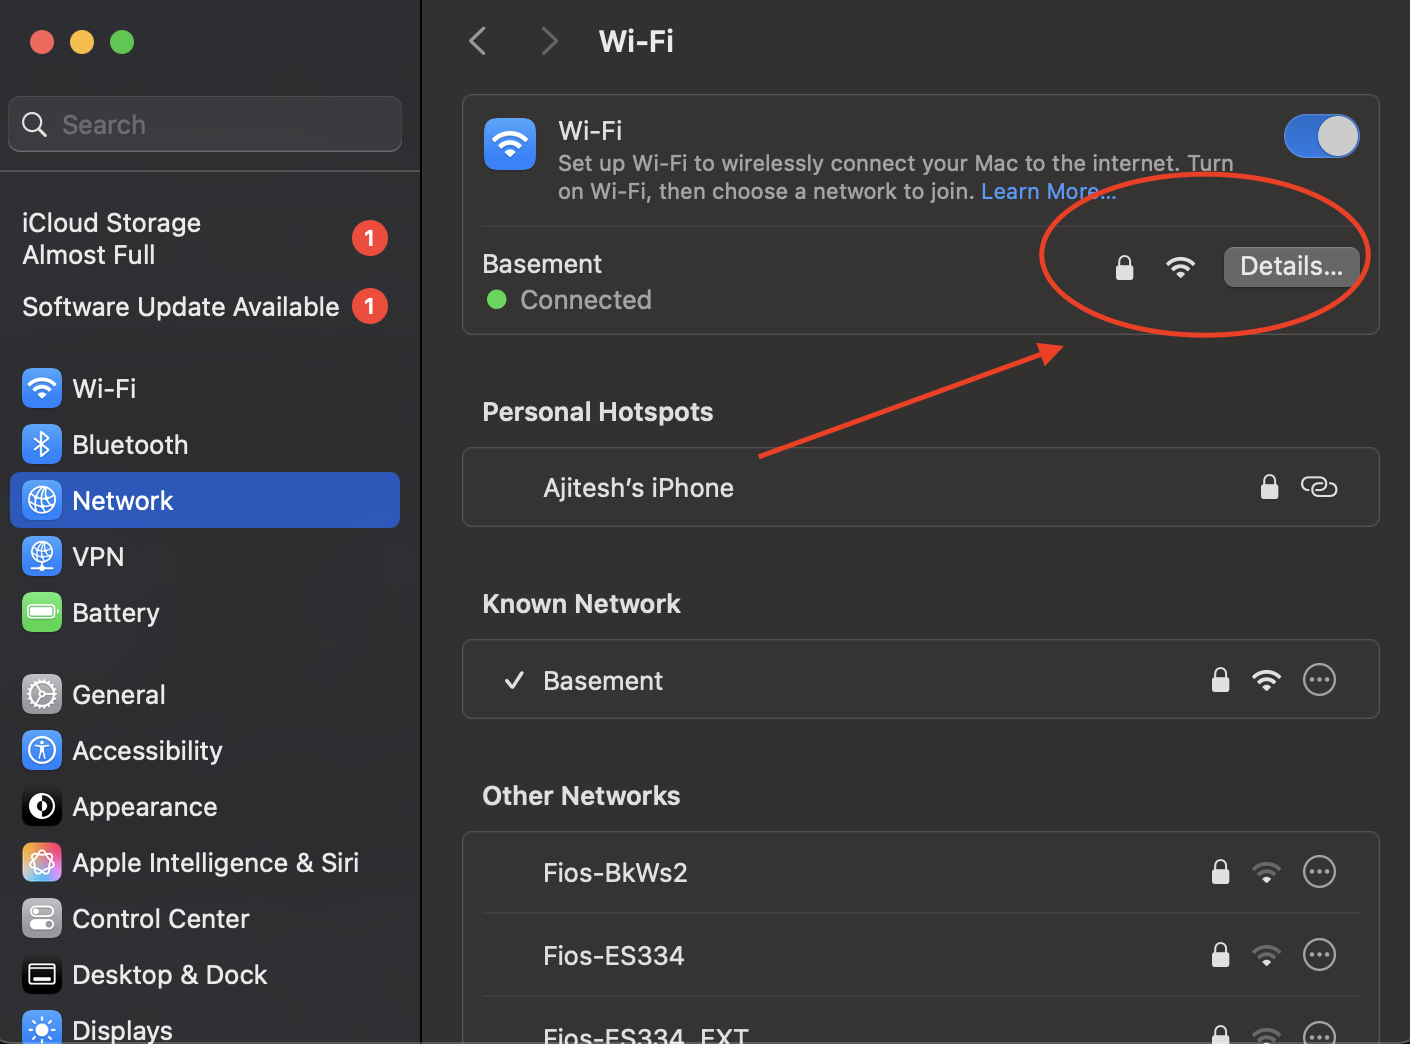 Search
iCloud Storage
Almost Full
1
Software Update Available
1
Wi-Fi
Bluetooth
Network
VPN
Battery
General
Accessibility
Appearance
Apple Intelligence & Siri
Control Center
Desktop & Dock
Displays
Wi-Fi
Wi-Fi
Set up Wi-Fi to wirelessly connect your Mac to the internet. Turn
on Wi-Fi, then choose a network to join. Learn More...
Basement
Connected
Details...
Personal Hotspots
Ajitesh's iPhone
Known Network
Basement
Other Networks
Fios-BkWs2
Fios-ES334
Fios-ES334_EXT